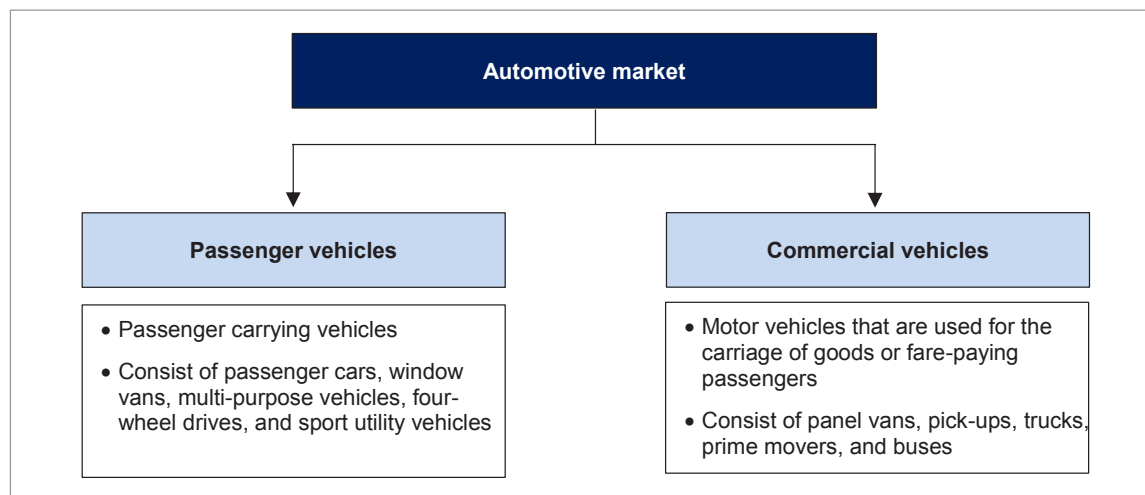 Automotive market
Passenger vehicles
• Passenger carrying vehicles
• Consist of passenger cars, window
vans, multi-purpose vehicles, four-
wheel drives, and sport utility vehicles
Commercial vehicles
• Motor vehicles that are used for the
carriage of goods or fare-paying
passengers
• Consist of panel vans, pick-ups, trucks,
prime movers, and buses